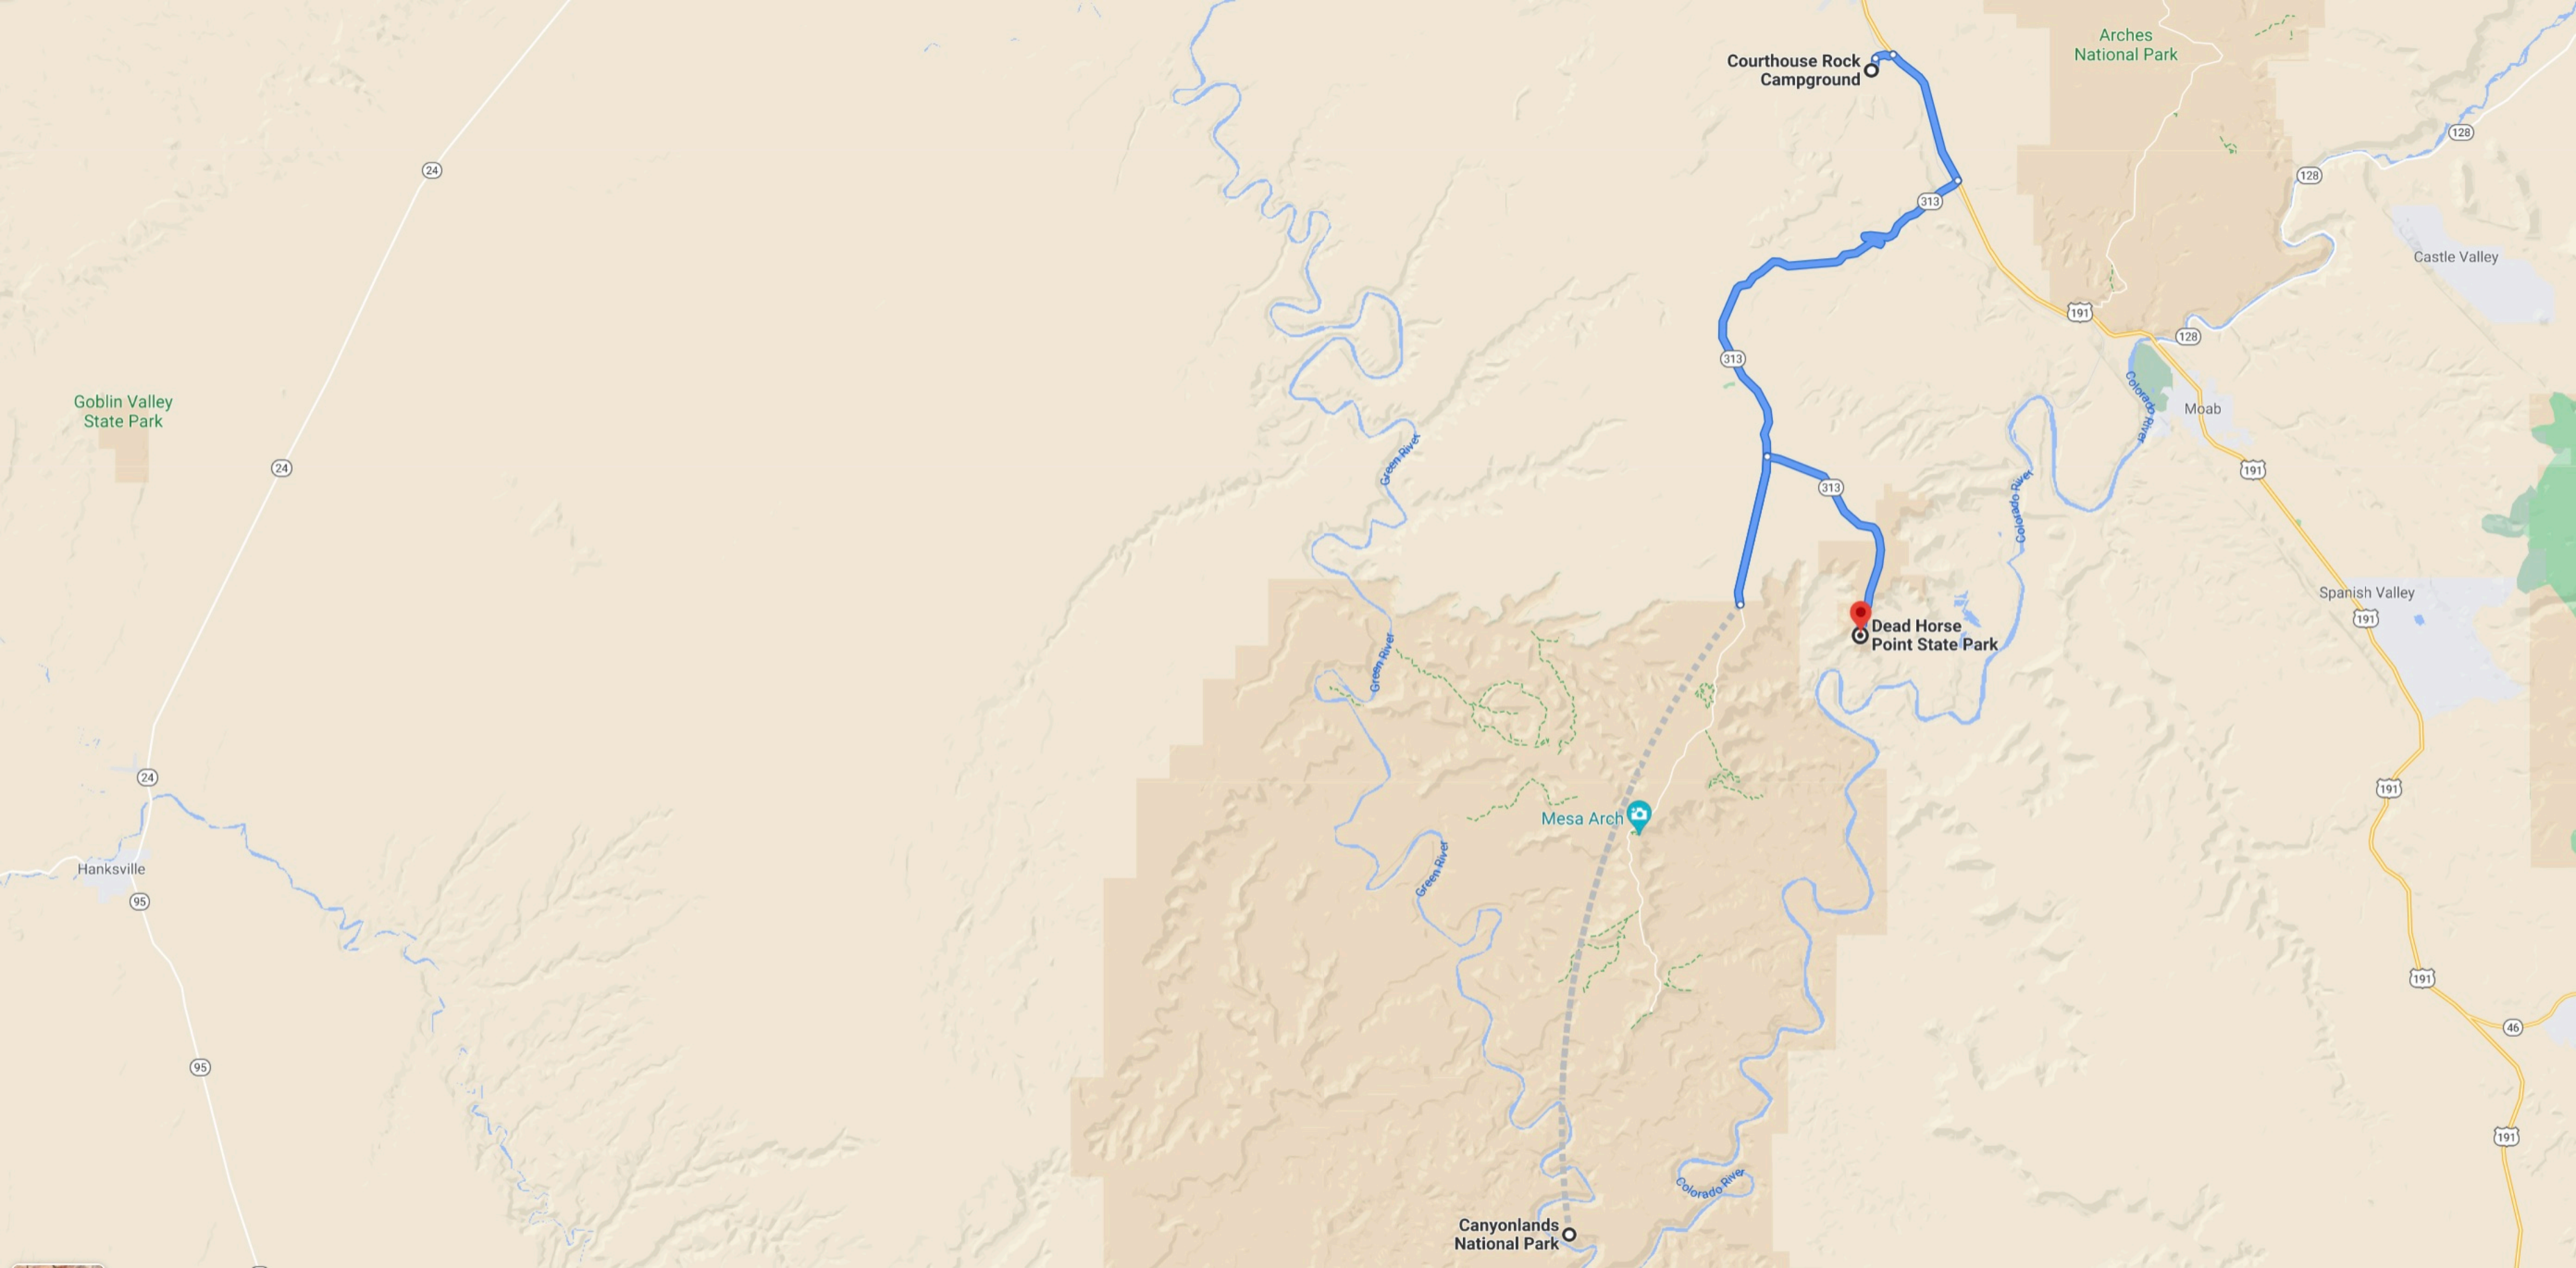 Arches
National Park
Courthouse Rock
Campground
128
24
128
313
Castle Valley
191
128
313
Goblin Valley
State Park
Colorado River
Moab
Green River
24
191
313
Colorado River
Spanish Valley
191
Dead Horse
Point State Park
Green River
24
191
Mesa Arch
Hanksville
Green River
95
191
46
95
191
Colorado River
Canyonlands
National Park